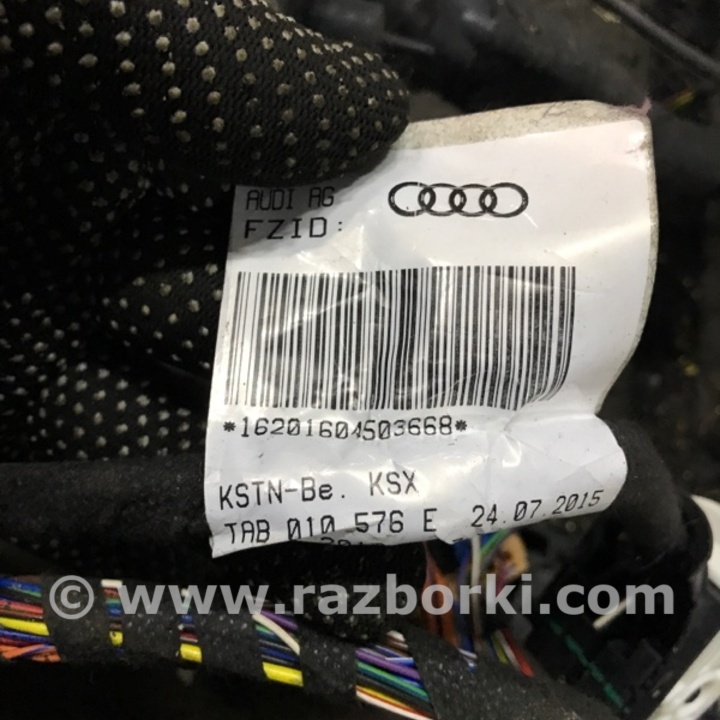 AUDI AG
FZID:
*16201604503668*
KSTN-Be. KSX
TAB 010 576 E 24.07.2015
© www.razborki.com